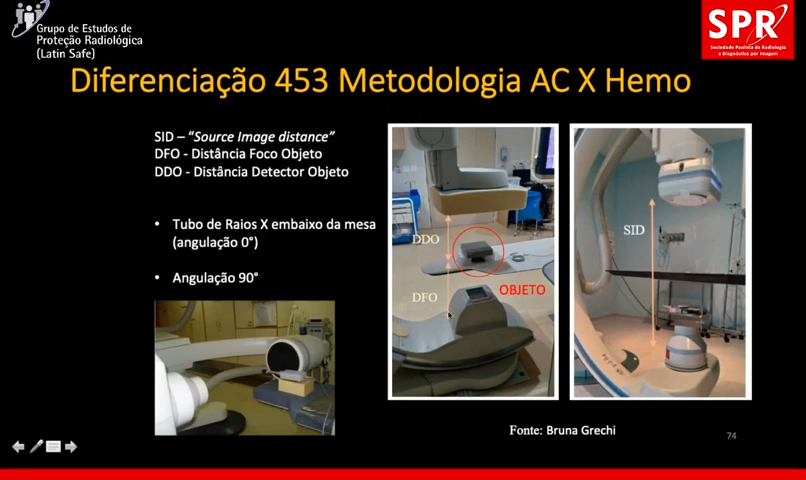 Grupo de Estudos de
Proteção Radiológica
(Latin Safe)
SPR
Sociedade Paulista de Radiologia
e Diagnóstico por Imagem
Diferenciação 453 Metodologia AC X Hemo
SID – “Source Image distance”
DFO - Distância Foco Objeto
DDO - Distância Detector Objeto
• Tubo de Raios X embaixo da mesa
(angulação 0°)
• Angulação 90°
DDO
DFO
OBJETO
SID
Fonte: Bruna Grechi
74